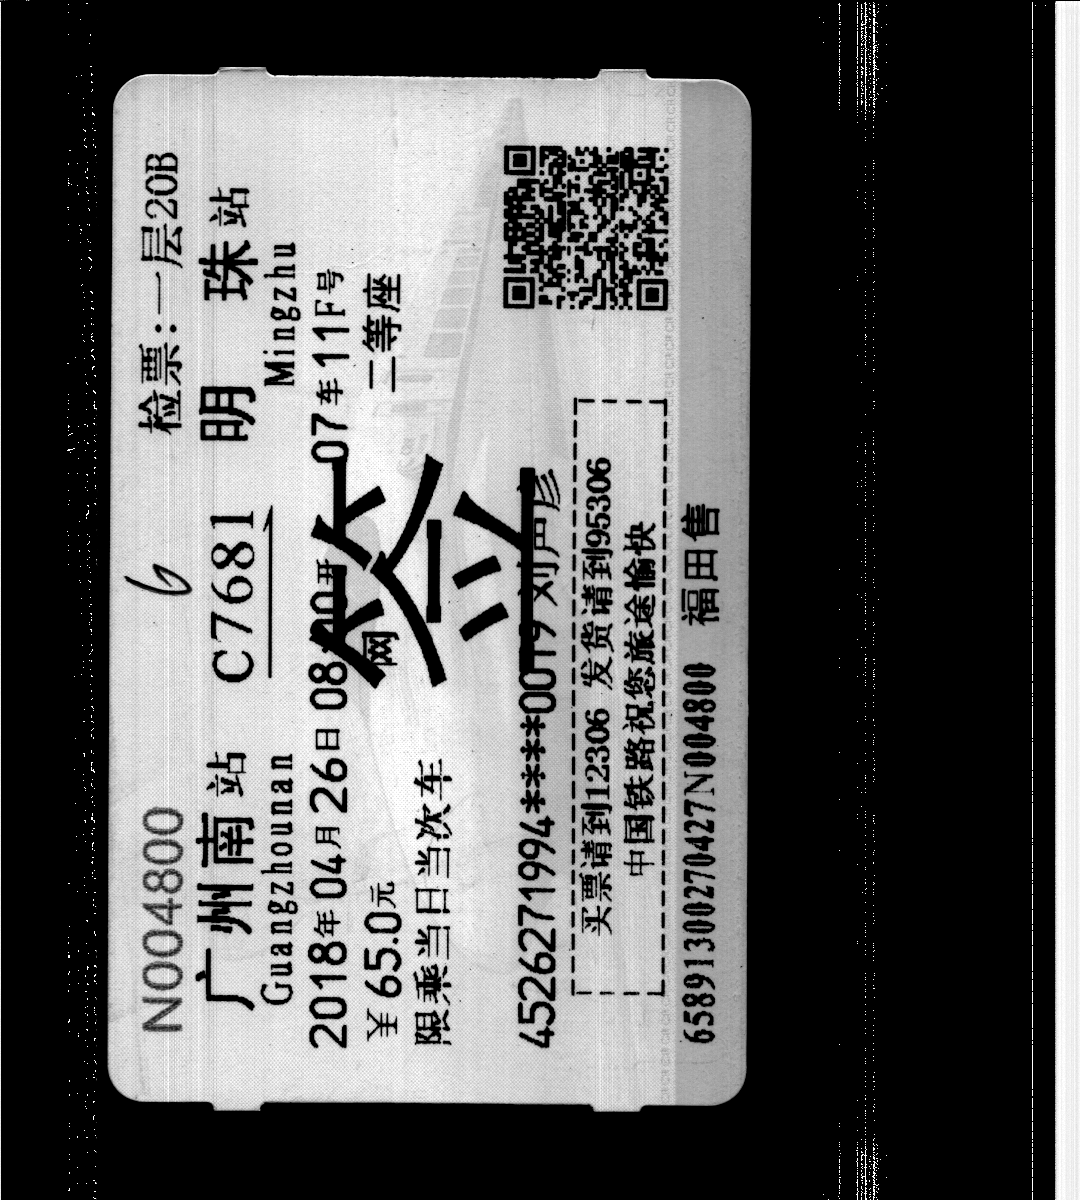 N004800 6 检票:一层20B
广州南站 C7681 明珠站
Guangzhounan Mingzhu
2018年04月26日 08:00开 07车11F号
¥65.0元 网 二等座
限乘当日当次车
签
4526271994****0019 刘芦彦
买票请到12306 发货请到95306
中国铁路祝您旅途愉快
65891300270427N004800 福田售